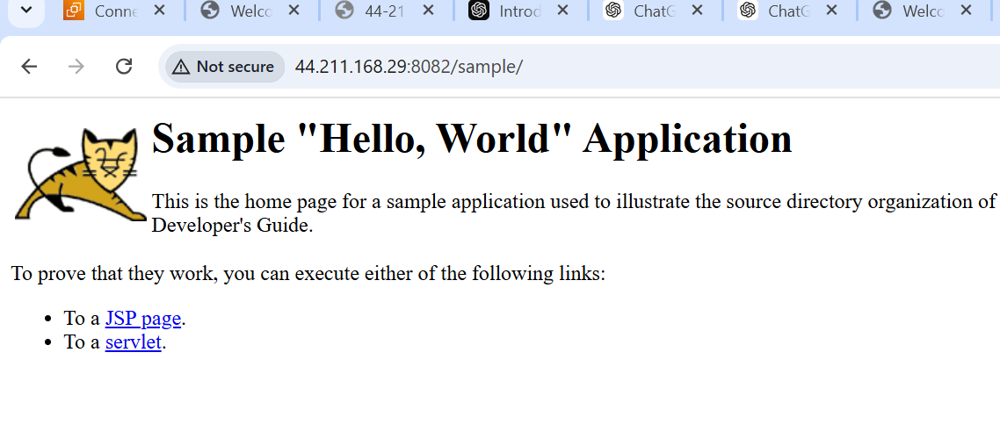 Conne Welco 44-21 Introd ChatG ChatG Welco
Not secure 44.211.168.29:8082/sample/
Sample "Hello, World" Application
This is the home page for a sample application used to illustrate the source directory organization of
Developer's Guide.
To prove that they work, you can execute either of the following links:
• To a JSP page.
• To a servlet.